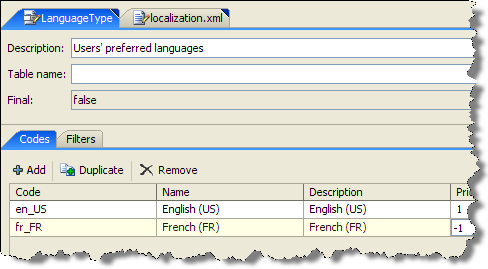 LanguageType localization.xml
Description: Users' preferred languages
Table name:
Final: false
Codes Filters
Add Duplicate Remove
Code Name Description
en_US English (US) English (US) 1
fr_FR French (FR) French (FR) -1